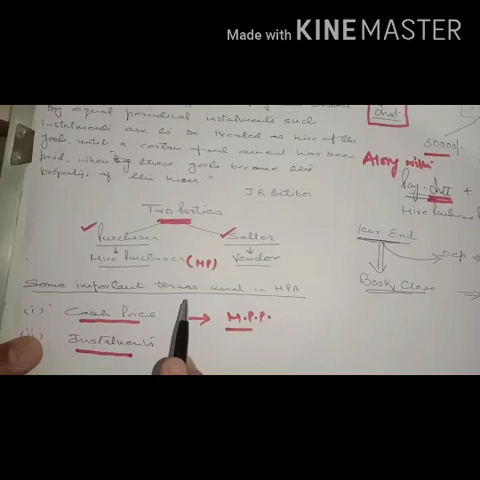 Made with KINEMASTER
by equal periodical instalments such
instalments are to be treated as hire of the
goods until a certain fixed amount has been
paid, when these goods become
property of the hirer."
J R Batliboi
Two Parties
Purchaser Seller
Hire Purchaser (HP) Vendor
Some important terms used in HPA
(i) Cash Price → H.P.P.
(ii) Instalments
50000/-
Along with
Pay. Intt +
Hire Purchase
Year End
Dep
Book Close